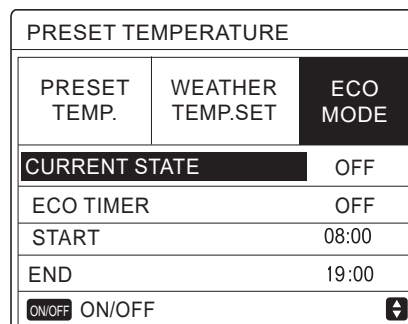 PRESET TEMPERATURE
PRESET TEMP.
WEATHER TEMP.SET
ECO MODE
CURRENT STATE OFF
ECO TIMER OFF
START 08:00
END 19:00
ON/OFF ON/OFF